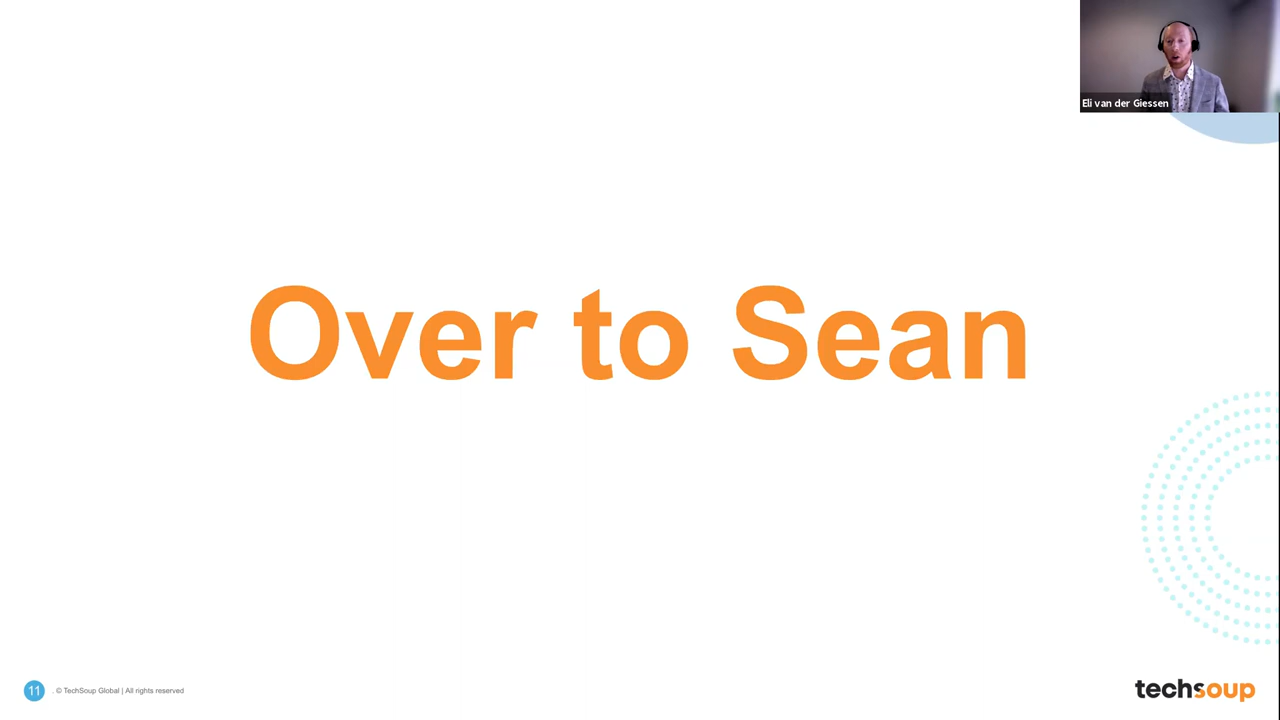 Eli van der Giessen
Over to Sean
11 . © TechSoup Global | All rights reserved
techsoup